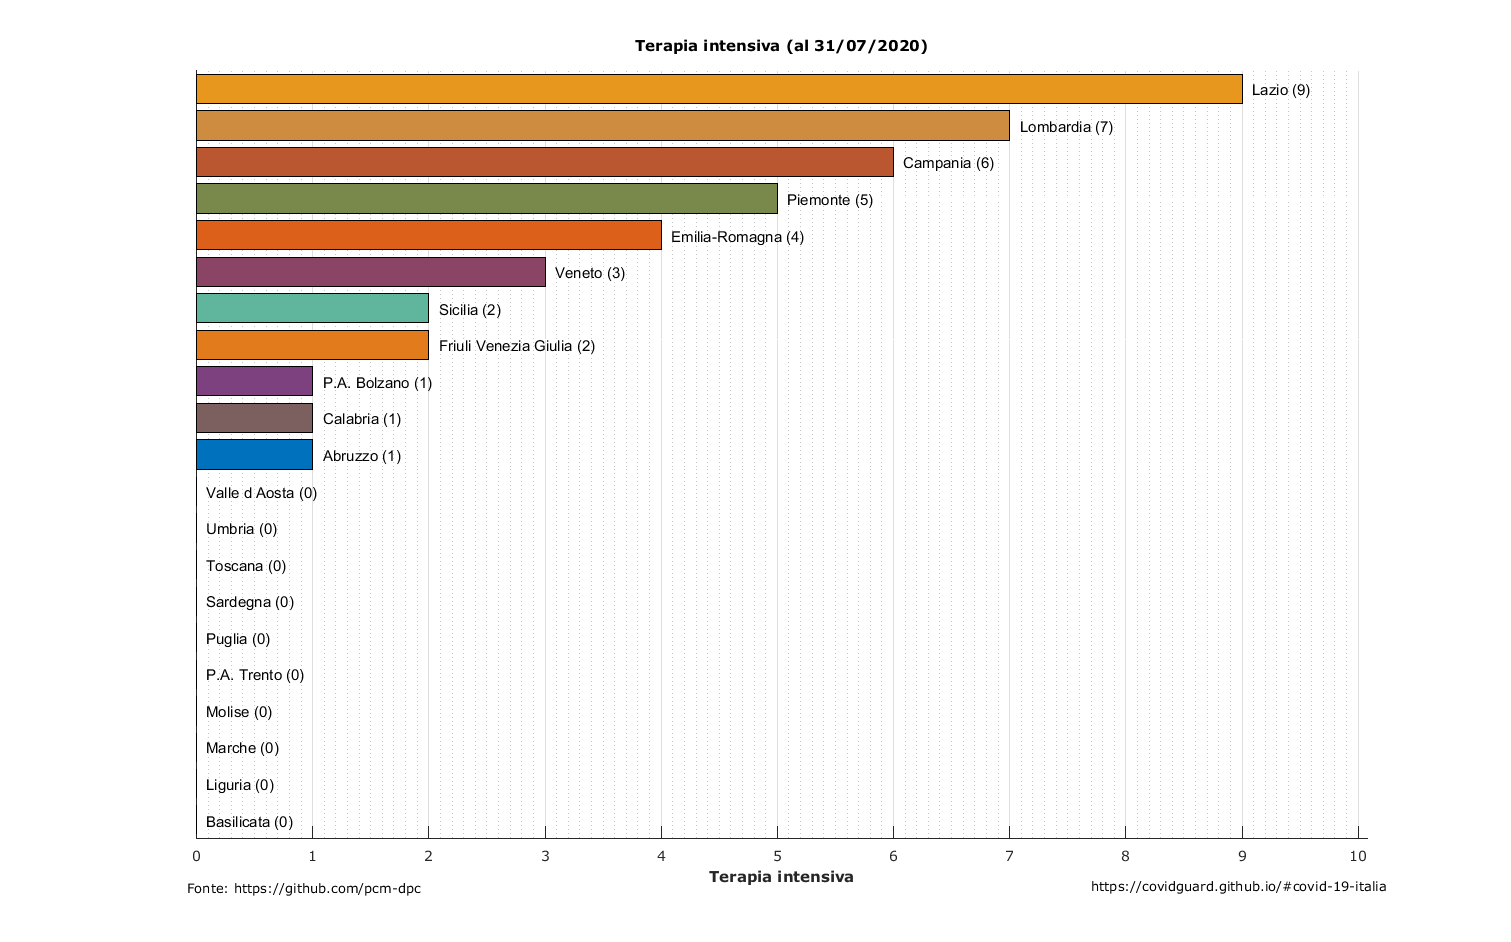 Terapia intensiva (al 31/07/2020)
Lazio (9)
Lombardia (7)
Campania (6)
Piemonte (5)
Emilia-Romagna (4)
Veneto (3)
Sicilia (2)
Friuli Venezia Giulia (2)
P.A. Bolzano (1)
Calabria (1)
Abruzzo (1)
Valle d Aosta (0)
Umbria (0)
Toscana (0)
Sardegna (0)
Puglia (0)
P.A. Trento (0)
Molise (0)
Marche (0)
Liguria (0)
Basilicata (0)
0 1 2 3 4 5 6 7 8 9 10
Terapia intensiva
Fonte: https://github.com/pcm-dpc
https://covidguard.github.io/#covid-19-italia